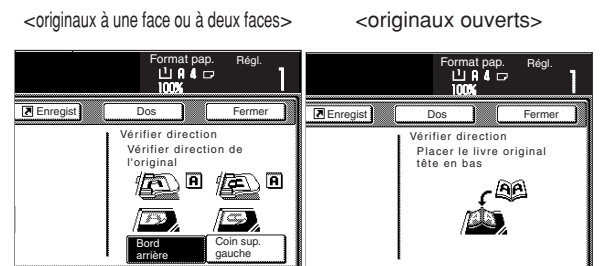 <originaux à une face ou à deux faces>
<originaux ouverts>
Format pap.
Régl.
A4
100%
1
Enregist
Dos
Fermer
Vérifier direction
Vérifier direction de
l'original
A
A
Bord
arrière
Coin sup.
gauche
Format pap.
Régl.
A4
100%
1
Enregist
Dos
Fermer
Vérifier direction
Placer le livre original
tête en bas
AA